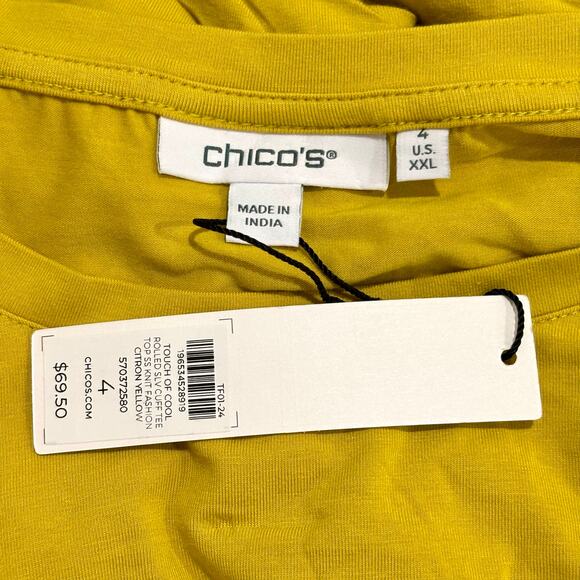 chico's®
4
U.S.
XXL
MADE IN
INDIA
TF01-24
196534528919
TOUCH OF COOL
ROLLED SLV CUFF TEE
TOP SS KNIT FASHION
CITRON YELLOW
570372580
4
CHICOS.COM
$69.50